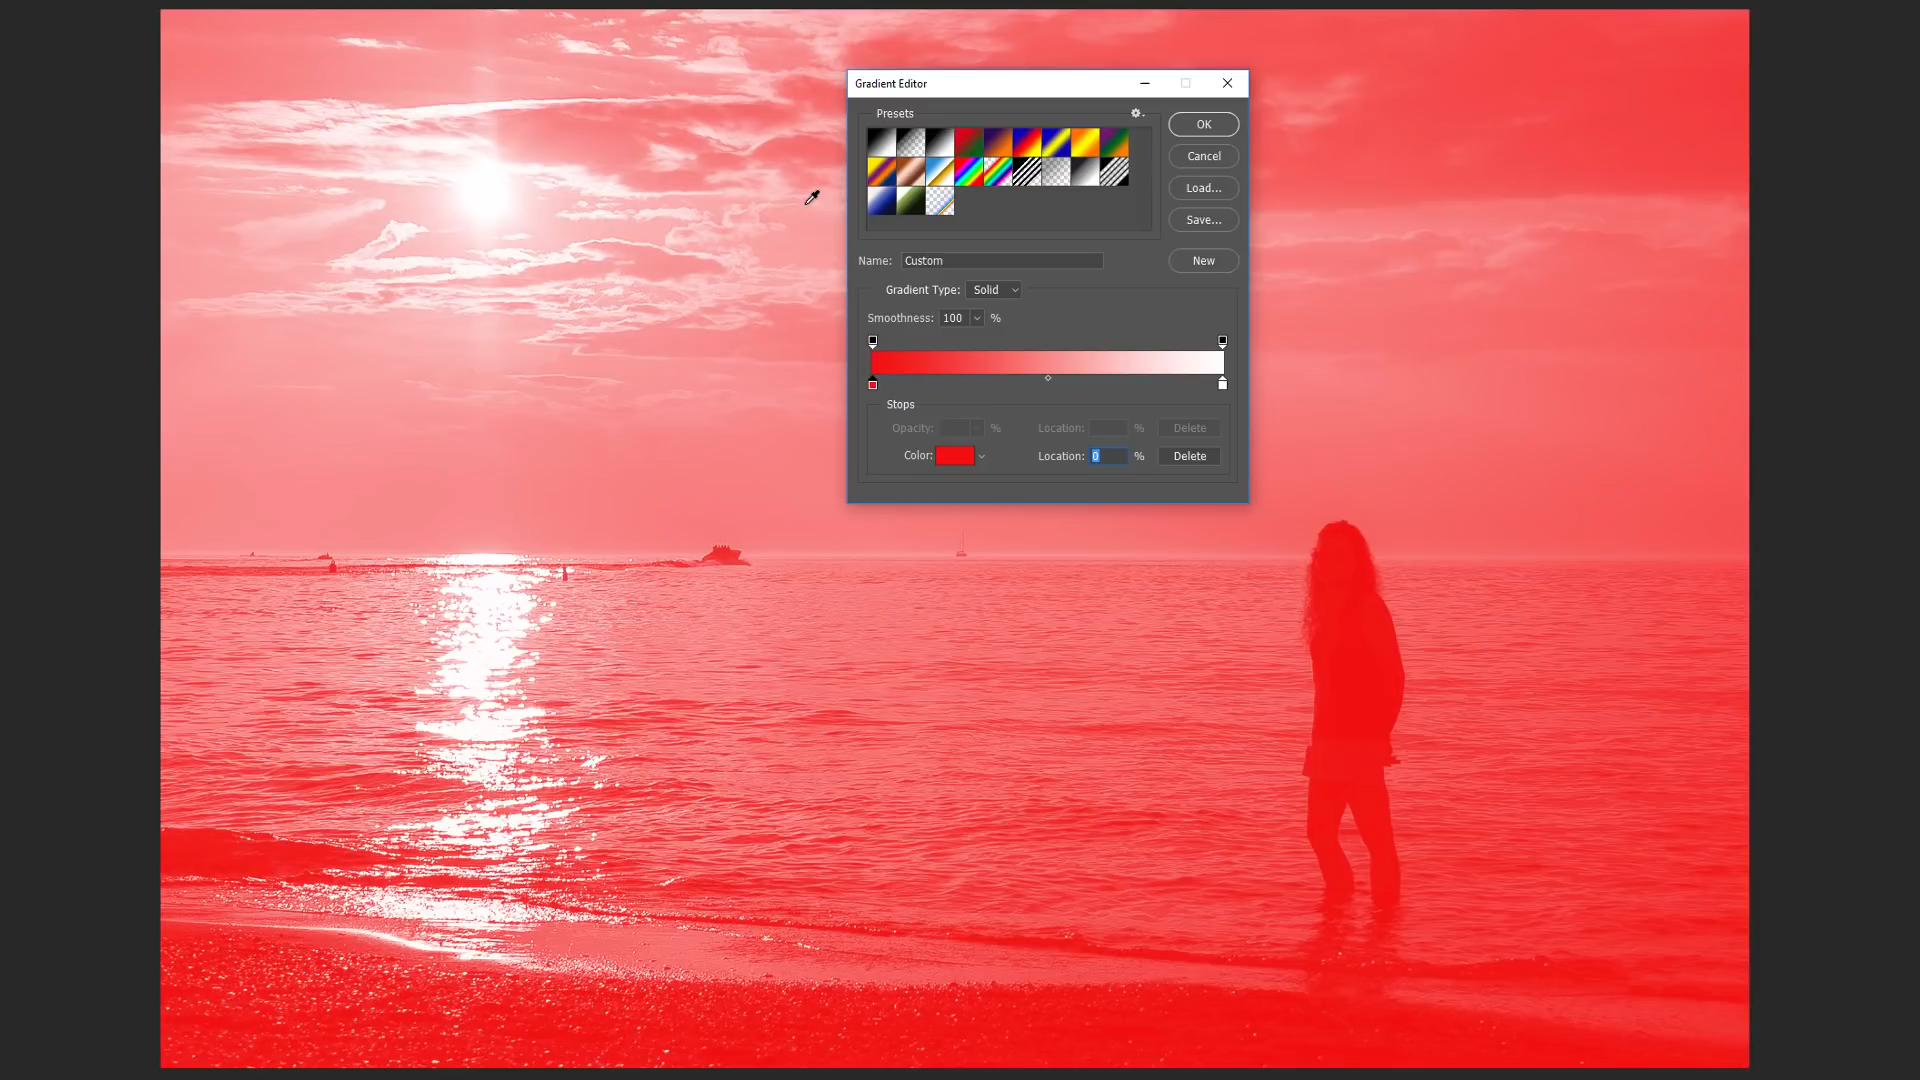 Gradient Editor
Presets
OK
Cancel
Load...
Save...
Name: Custom
New
Gradient Type: Solid
Smoothness: 100 %
Stops
Opacity: % Location: % Delete
Color: Location: 0 % Delete